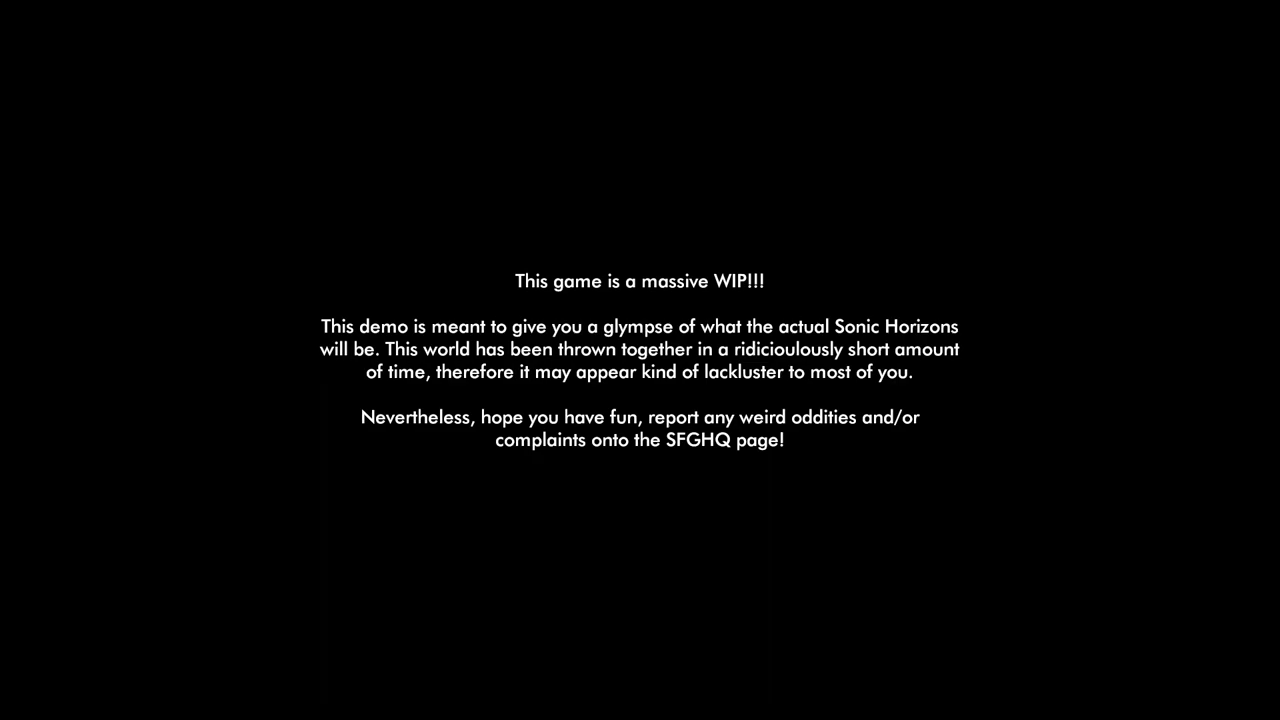 This game is a massive WIP!!!
This demo is meant to give you a glympse of what the actual Sonic Horizons
will be. This world has been thrown together in a ridicioulously short amount
of time, therefore it may appear kind of lackluster to most of you.
Nevertheless, hope you have fun, report any weird oddities and/or
complaints onto the SFGHQ page!